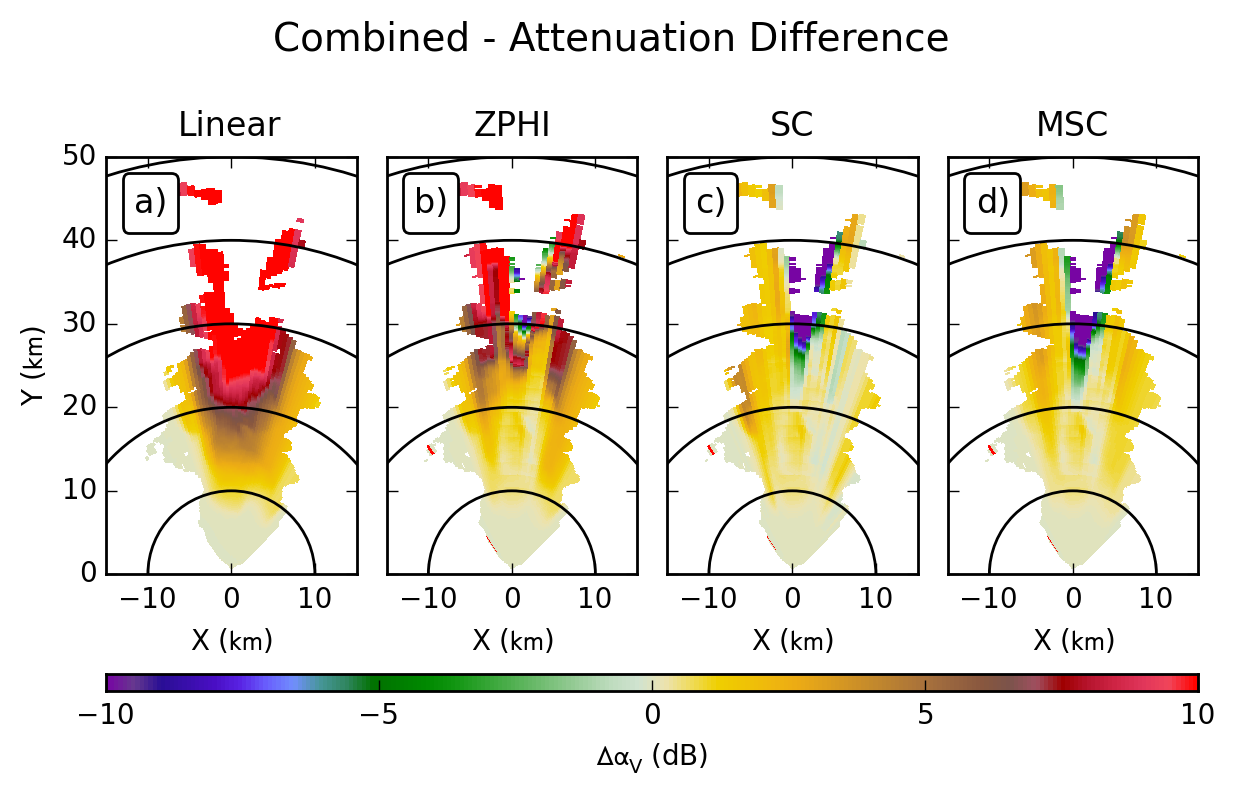 Combined - Attenuation Difference
Linear ZPHI SC MSC
a) b) c) d)
50
40
30
20
10
0
Y (km)
−10 0 10 −10 0 10 −10 0 10 −10 0 10
X (km) X (km) X (km) X (km)
−10 −5 0 5 10
Δα_V (dB)